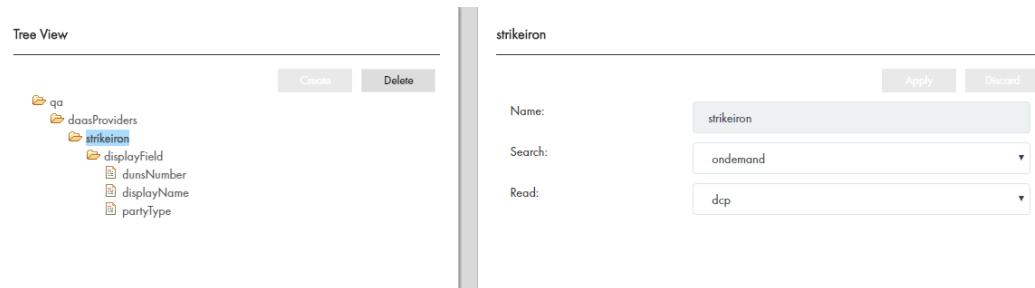 Tree View
Create
Delete
qa
daasProviders
strikeiron
displayField
dunsNumber
displayName
partyType
strikeiron
Apply
Discard
Name:
strikeiron
Search:
ondemand
Read:
dcp